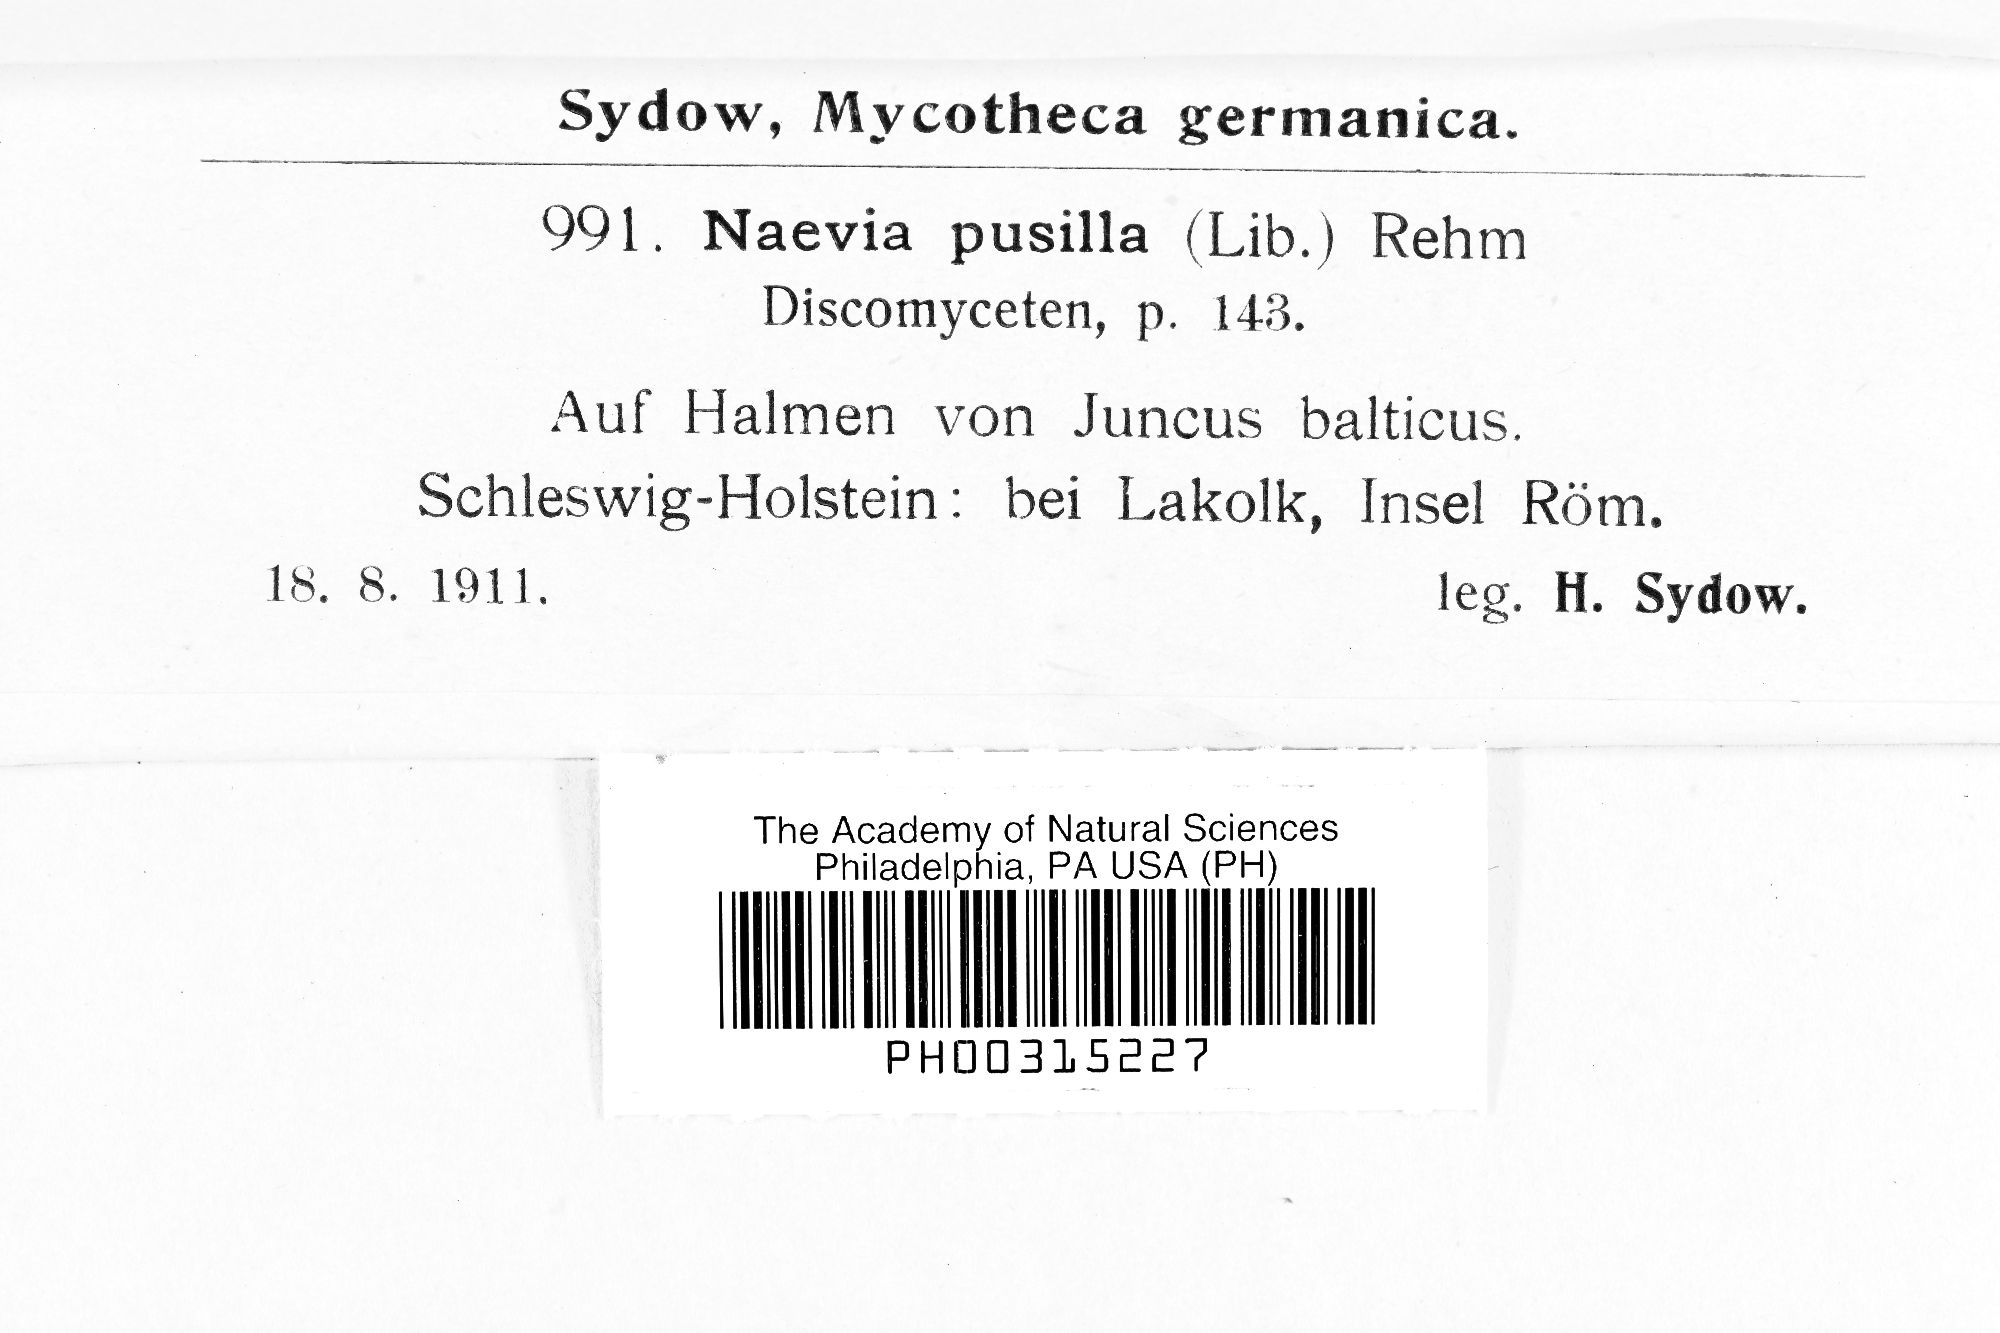 Sydow, Mycotheca germanica.
991. Naevia pusilla (Lib.) Rehm
Discomyceten, p. 143.
Auf Halmen von Juncus balticus.
Schleswig-Holstein: bei Lakolk, Insel Röm.
18. 8. 1911. leg. H. Sydow.
The Academy of Natural Sciences
Philadelphia, PA USA (PH)
PH00315227